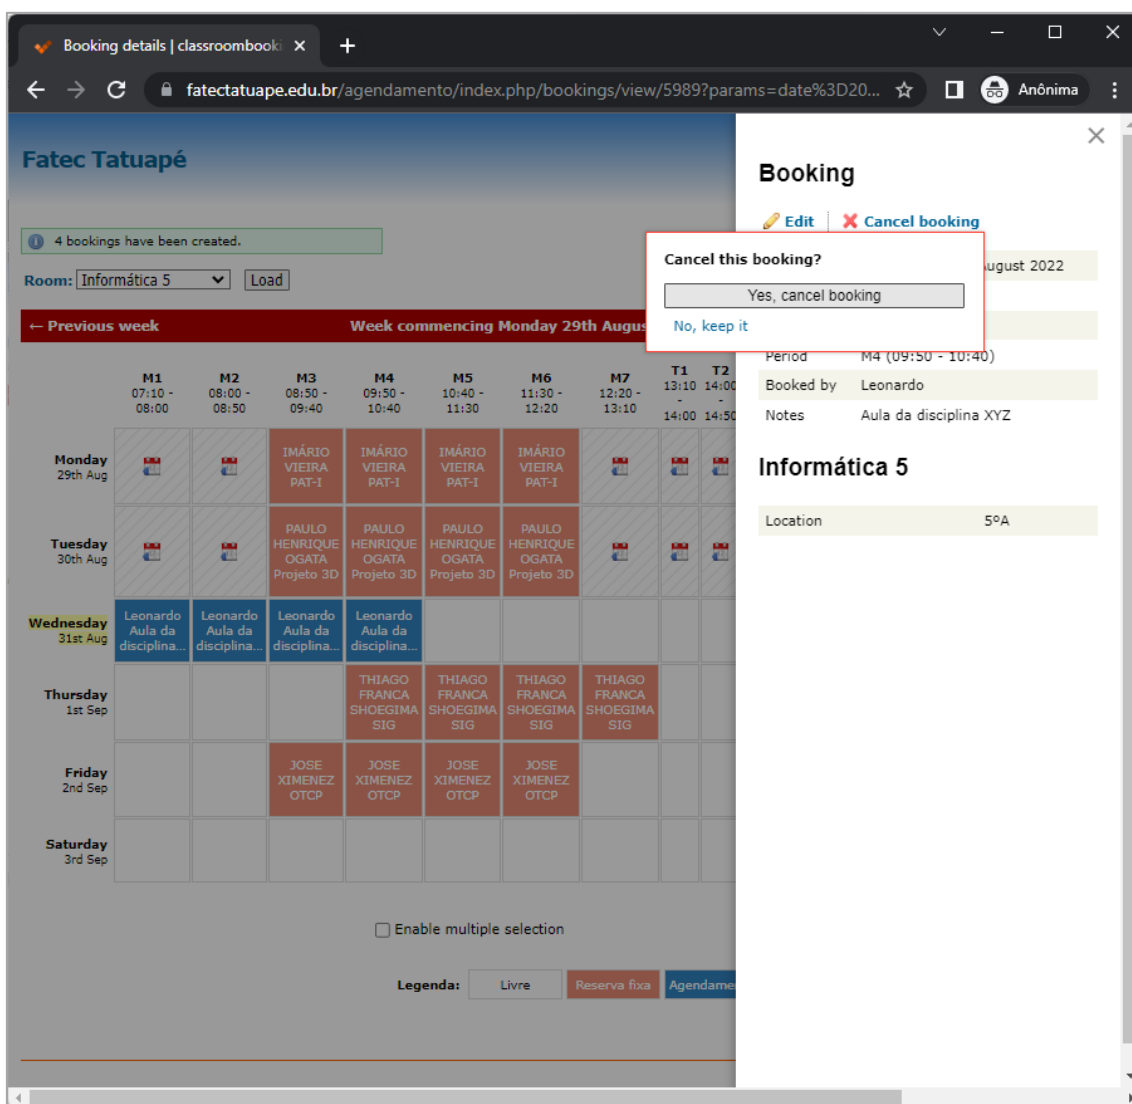 Booking details | classroombooki
fatectatuape.edu.br/agendamento/index.php/bookings/view/5989?params=date%3D20...
Anônima
Fatec Tatuapé
4 bookings have been created.
Room: Informática 5 Load
← Previous week Week commencing Monday 29th Augus
M1 M2 M3 M4 M5 M6 M7 T1 T2
07:10 - 08:00 - 08:50 - 09:50 - 10:40 - 11:30 - 12:20 - 13:10 14:00
08:00 08:50 09:40 10:40 11:30 12:20 13:10 - -
14:00 14:50
Monday
29th Aug
IMÁRIO IMÁRIO IMÁRIO IMÁRIO
VIEIRA VIEIRA VIEIRA VIEIRA
PAT-I PAT-I PAT-I PAT-I
Tuesday
30th Aug
PAULO PAULO PAULO PAULO
HENRIQUE HENRIQUE HENRIQUE HENRIQUE
OGATA OGATA OGATA OGATA
Projeto 3D Projeto 3D Projeto 3D Projeto 3D
Wednesday
31st Aug
Leonardo Leonardo Leonardo Leonardo
Aula da Aula da Aula da Aula da
disciplina... disciplina... disciplina... disciplina...
Thursday
1st Sep
THIAGO THIAGO THIAGO THIAGO
FRANCA FRANCA FRANCA FRANCA
SHOEGIMA SHOEGIMA SHOEGIMA SHOEGIMA
SIG SIG SIG SIG
Friday
2nd Sep
JOSE JOSE JOSE JOSE
XIMENEZ XIMENEZ XIMENEZ XIMENEZ
OTCP OTCP OTCP OTCP
Saturday
3rd Sep
Enable multiple selection
Legenda: Livre Reserva fixa Agendame
Booking
Edit Cancel booking
Cancel this booking?
Yes, cancel booking
No, keep it
August 2022
Period M4 (09:50 - 10:40)
Booked by Leonardo
Notes Aula da disciplina XYZ
Informática 5
Location 5ºA